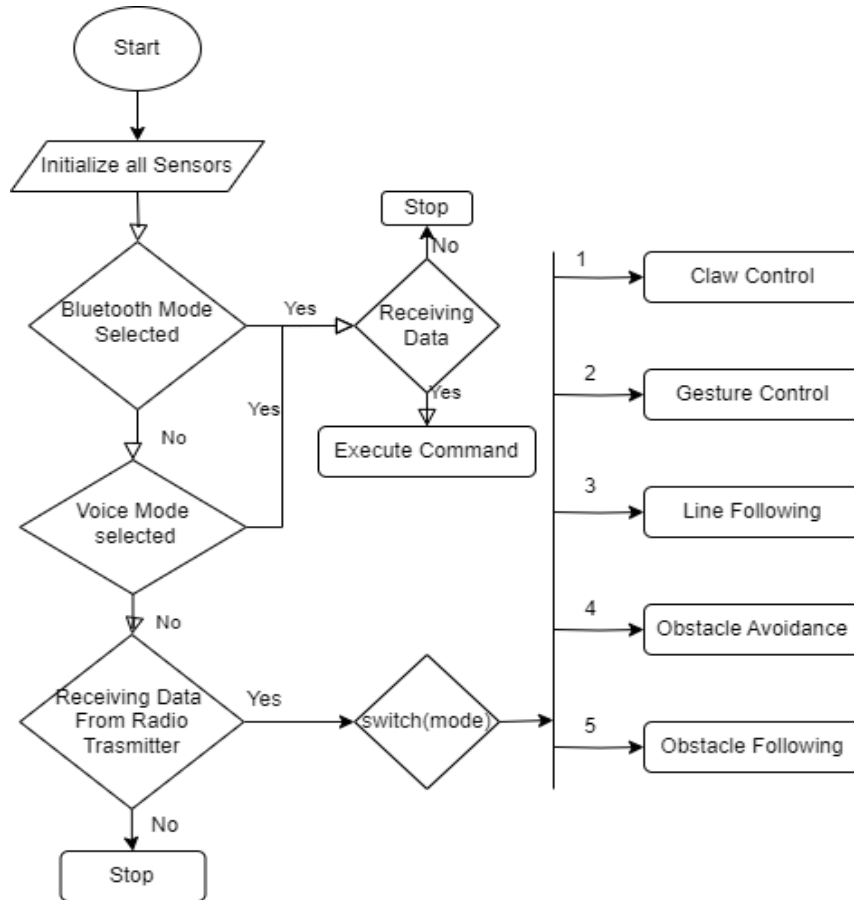 Start
Initialize all Sensors
Stop
No
1
Claw Control
Bluetooth Mode
Selected
Yes
Receiving
Data
2
Gesture Control
Yes
Yes
No
Execute Command
3
Line Following
Voice Mode
selected
No
4
Obstacle Avoidance
Receiving Data
From Radio
Trasmitter
Yes
switch(mode)
5
Obstacle Following
No
Stop